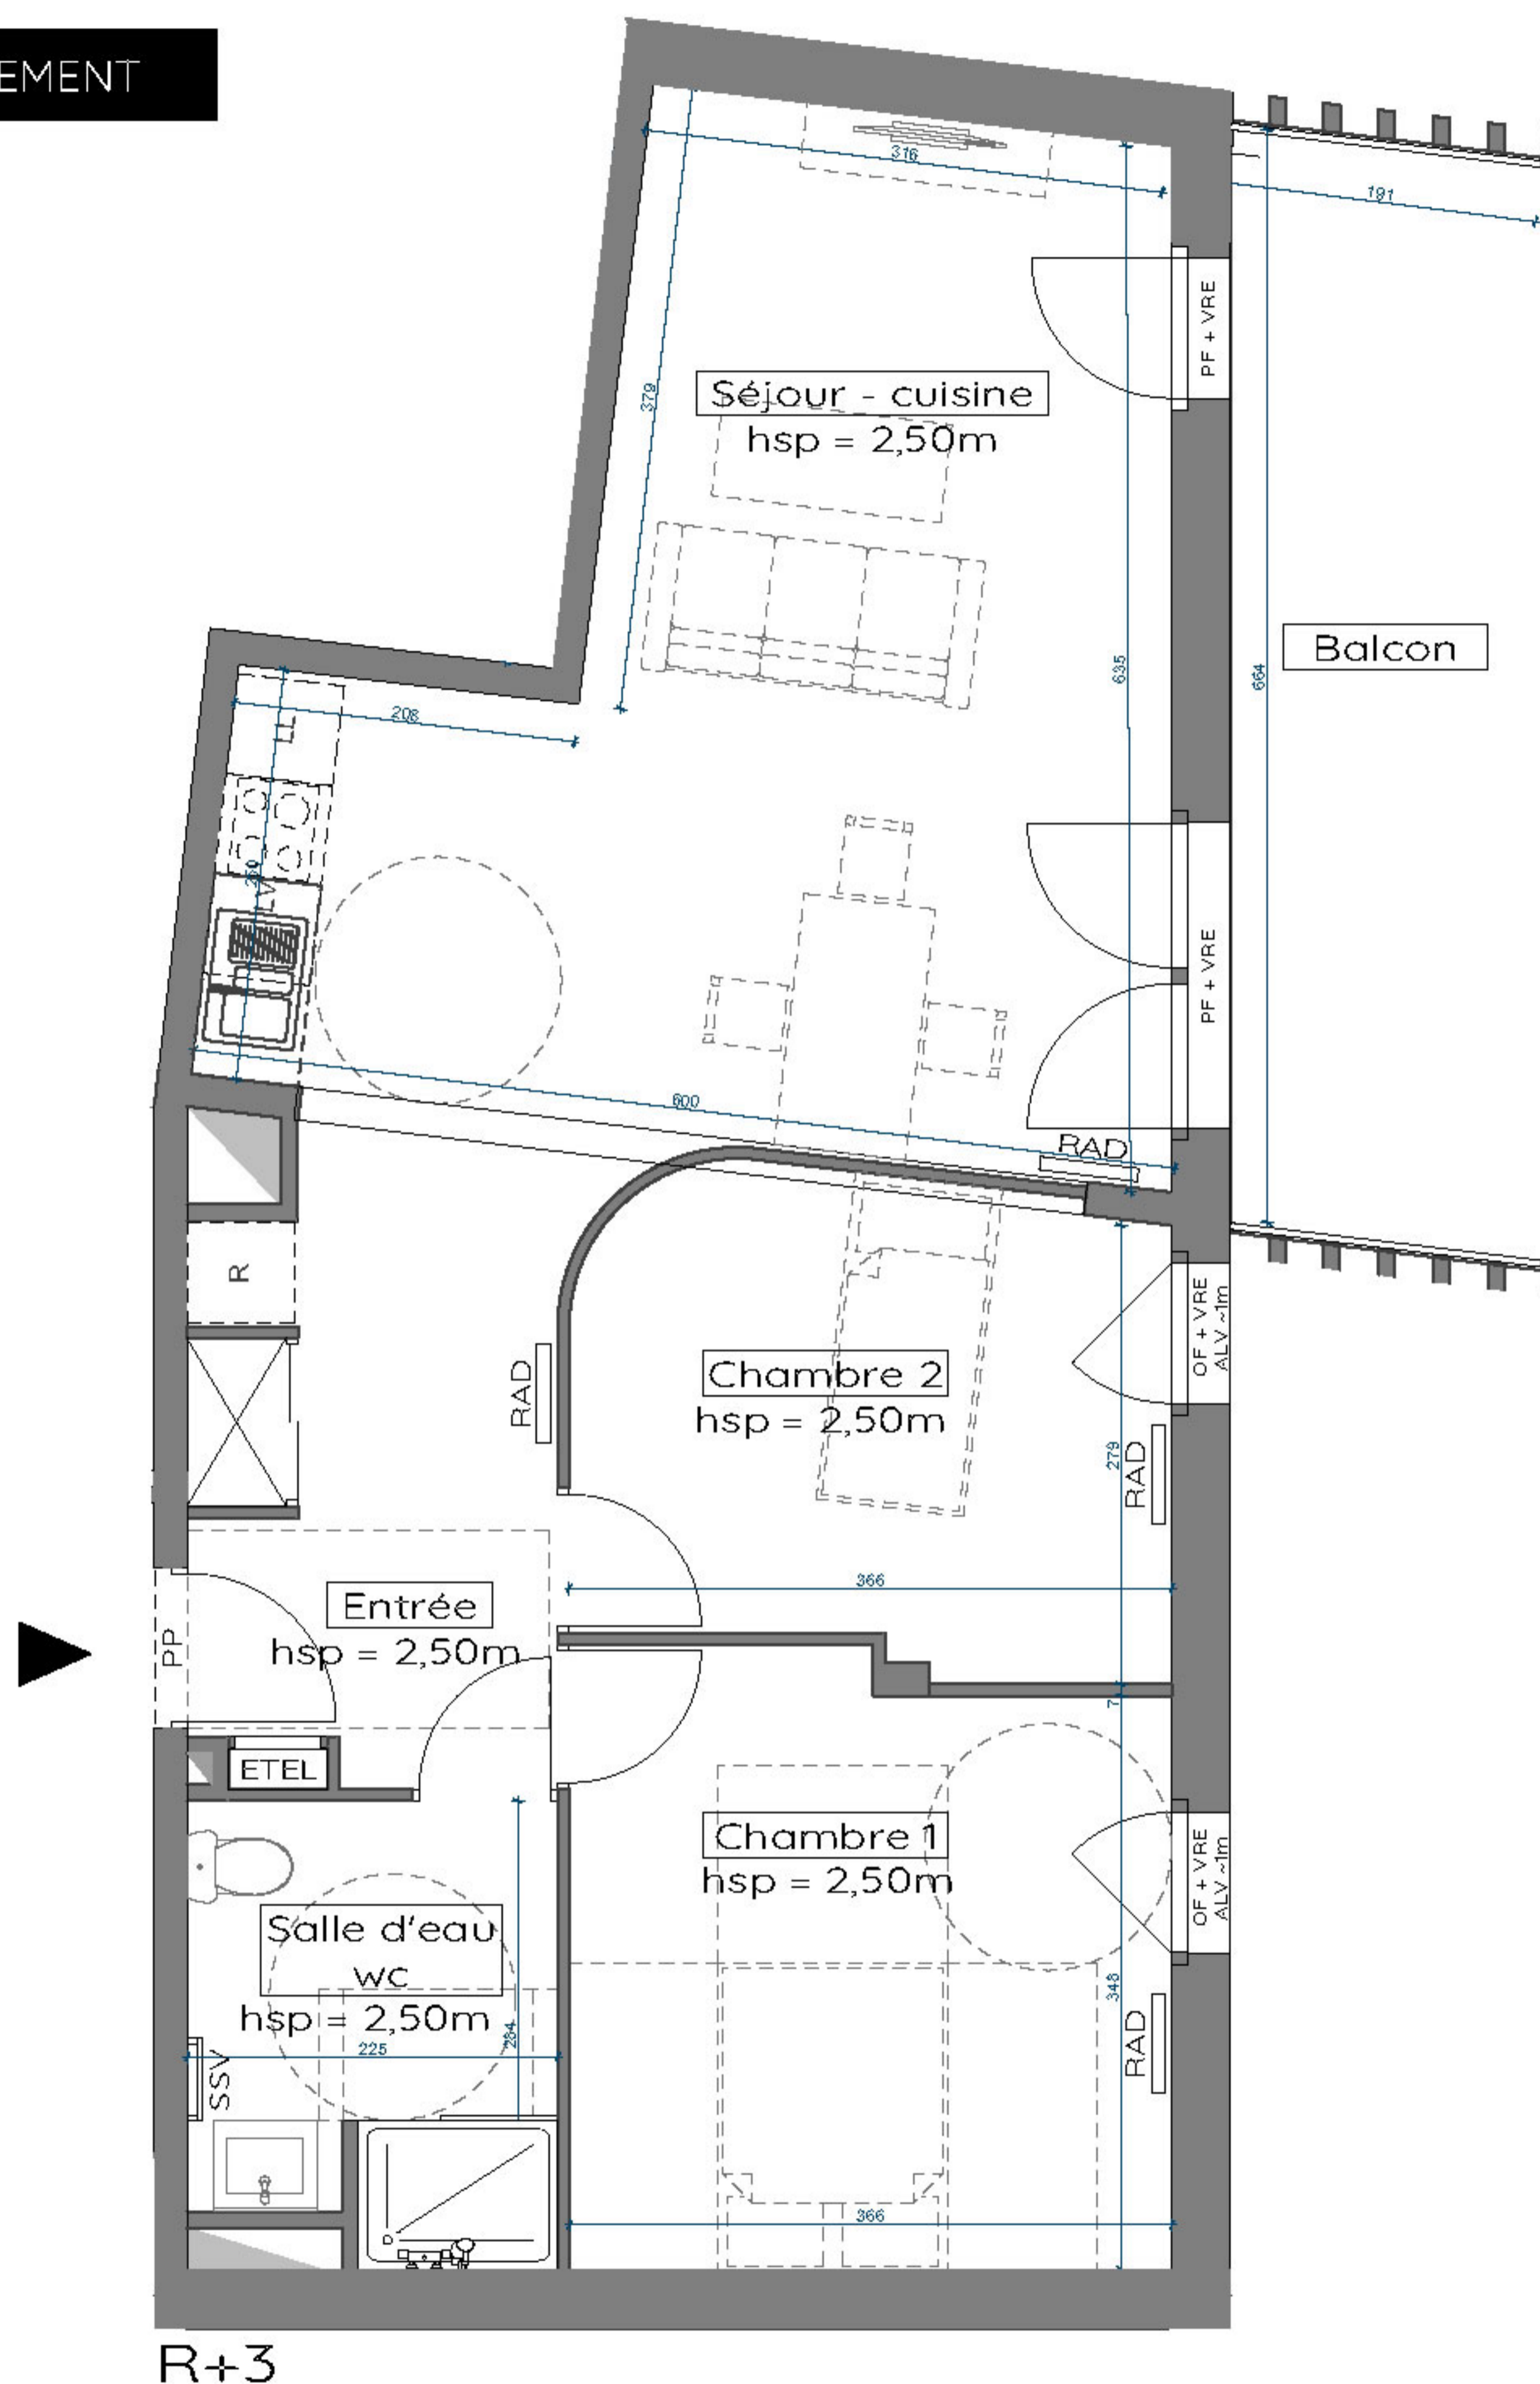 EMENT
316
191
PF + VRE
379
Séjour - cuisine
hsp = 2,50m
635
664
Balcon
208
LV
PF + VRE
600
RAD
R
OF + VRE
ALV ~1m
RAD
Chambre 2
hsp = 2,50m
279
RAD
366
Entrée
hsp = 2,50m
PP
7
ETEL
Chambre 1
hsp = 2,50m
OF + VRE
ALV ~1m
Salle d'eau
wc
hsp = 2,50m
348
284
225
SSV
RAD
366
R+3